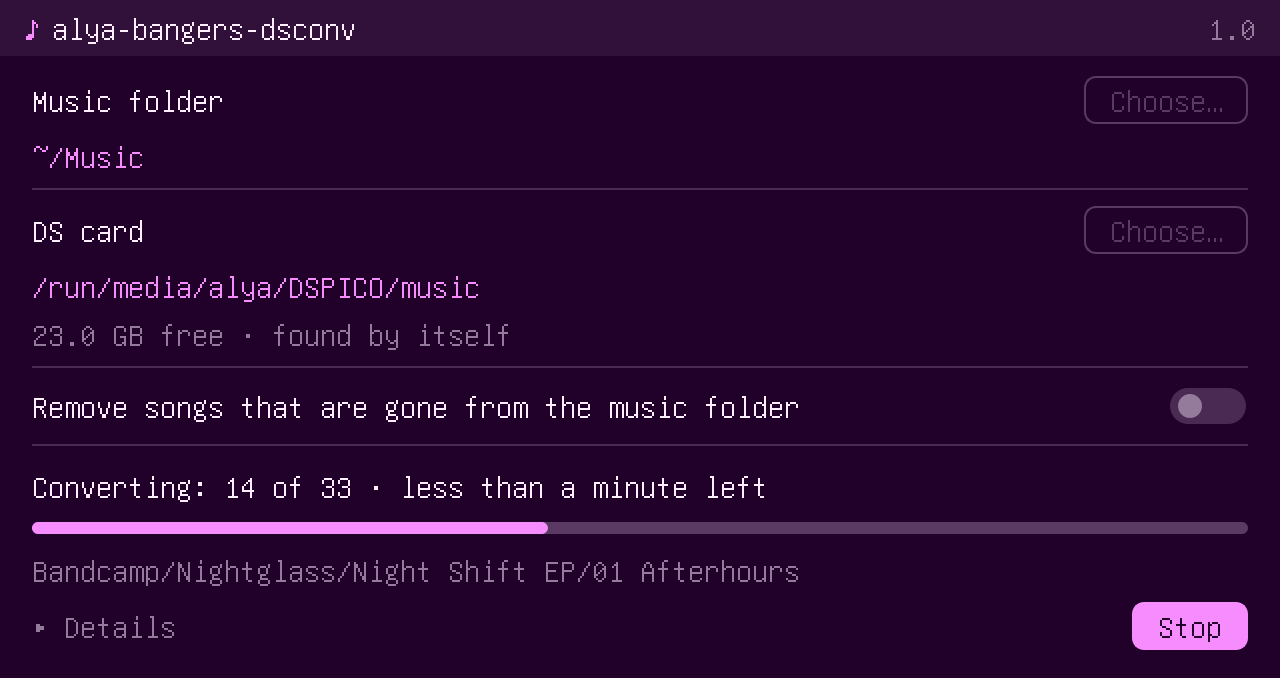 ♪ alya-bangers-dsconv 1.0
Music folder Choose…
~/Music
DS card Choose…
/run/media/alya/DSPICO/music
23.0 GB free · found by itself
Remove songs that are gone from the music folder
Converting: 14 of 33 · less than a minute left
Bandcamp/Nightglass/Night Shift EP/01 Afterhours
▸ Details Stop